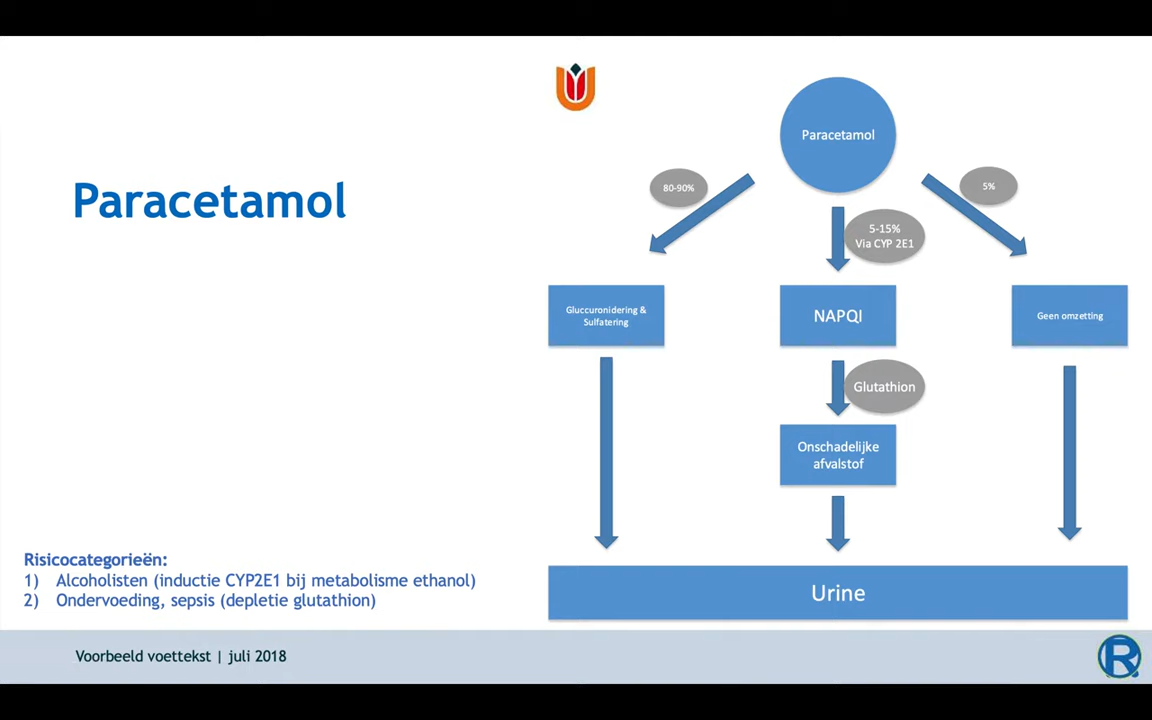 Paracetamol
Paracetamol
80-90%
5%
5-15%
Via CYP 2E1
Gluccuronidering &
Sulfatering
NAPQI
Geen omzetting
Glutathion
Onschadelijke
afvalstof
Urine
Risicocategorieën:
1) Alcoholisten (inductie CYP2E1 bij metabolisme ethanol)
2) Ondervoeding, sepsis (depletie glutathion)
Voorbeeld voettekst | juli 2018
R